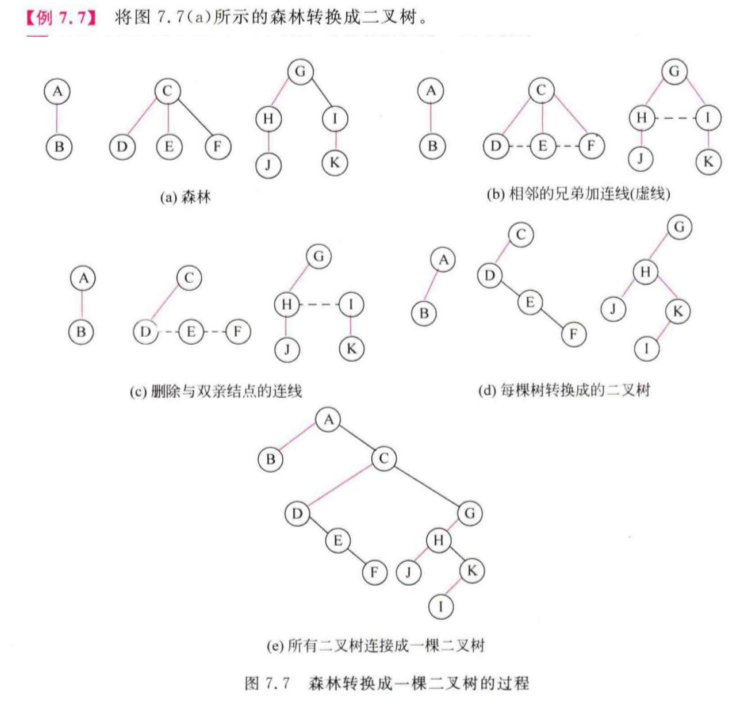 【例 7.7】 将图 7.7(a)所示的森林转换成二叉树。
A C G A C G
H I H I
B D E F B D E F
J K J K
(a) 森林
(b) 相邻的兄弟加连线(虚线)
G
C
G A
A C D H
H I E J K
B D E F B
F
J K I
(c) 删除与双亲结点的连线
(d) 每棵树转换成的二叉树
A
B C
D G
E H
F J K
I
(e) 所有二叉树连接成一棵二叉树
图 7.7 森林转换成一棵二叉树的过程